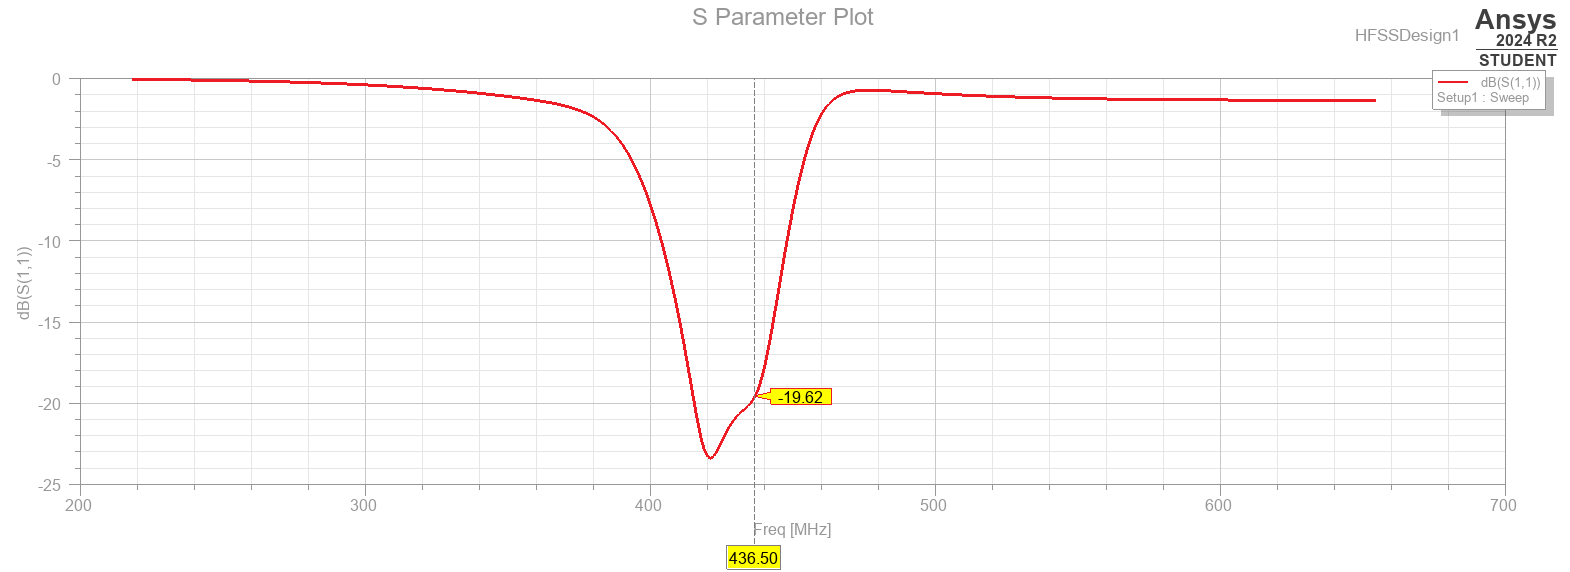 S Parameter Plot
HFSSDesign1
Ansys
2024 R2
STUDENT
dB(S(1,1))
Setup1 : Sweep
0
-5
-10
-15
-20
-25
dB(S(1,1))
-19.62
200
300
400
500
600
700
Freq [MHz]
436.50